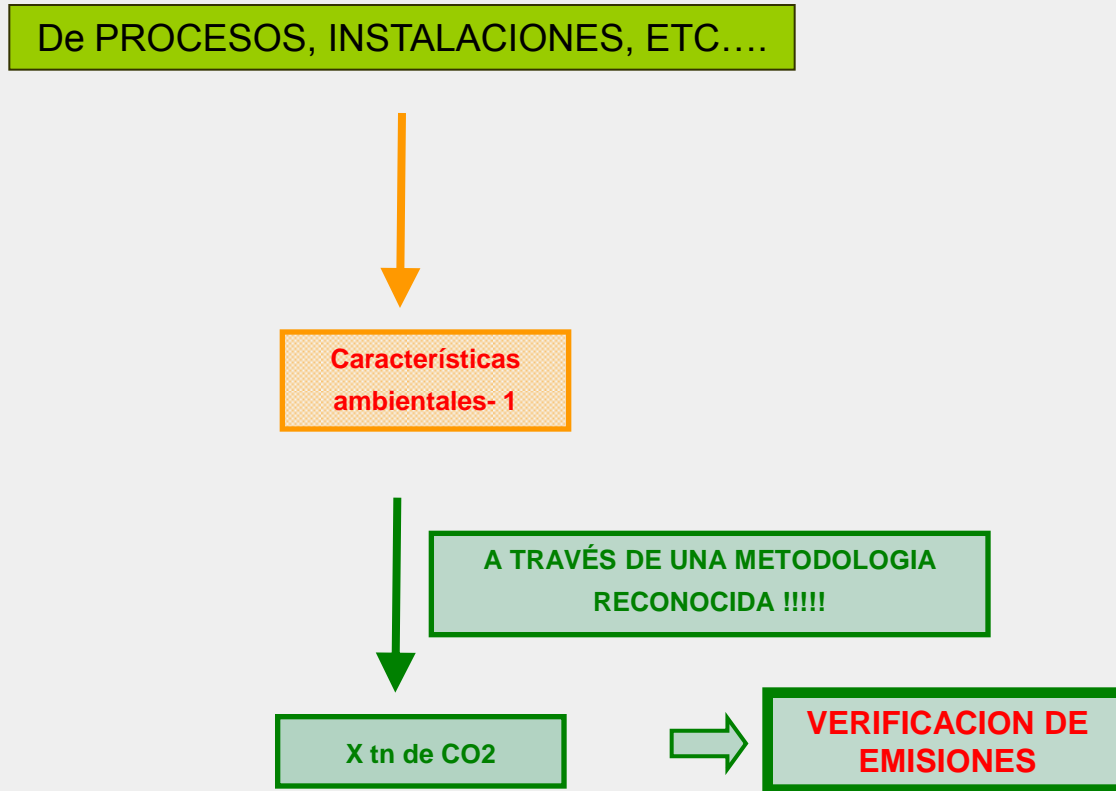 De PROCESOS, INSTALACIONES, ETC….
Características
ambientales- 1
A TRAVÉS DE UNA METODOLOGIA
RECONOCIDA !!!!!
X tn de CO2
VERIFICACION DE
EMISIONES